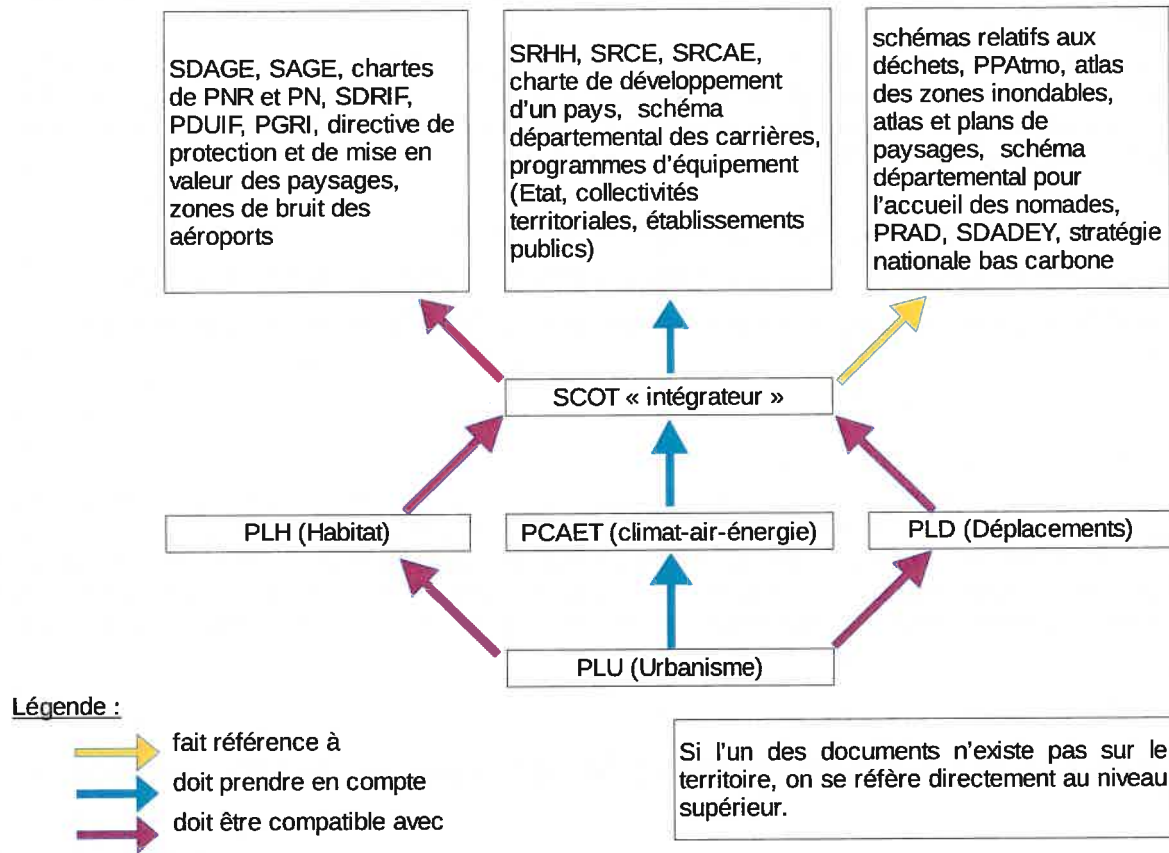 SDAGE, SAGE, chartes
de PNR et PN, SDRIF,
PDUIF, PGRI, directive de
protection et de mise en
valeur des paysages,
zones de bruit des
aéroports
SRHH, SRCE, SRCAE,
charte de développement
d'un pays, schéma
départemental des carrières,
programmes d'équipement
(Etat, collectivités
territoriales, établissements
publics)
schémas relatifs aux
déchets, PPAtmo, atlas
des zones inondables,
atlas et plans de
paysages, schéma
départemental pour
l'accueil des nomades,
PRAD, SDADEY, stratégie
nationale bas carbone
SCOT « intégrateur »
PLH (Habitat)
PCAET (climat-air-énergie)
PLD (Déplacements)
PLU (Urbanisme)
Légende :
fait référence à
doit prendre en compte
doit être compatible avec
Si l'un des documents n'existe pas sur le
territoire, on se réfère directement au niveau
supérieur.